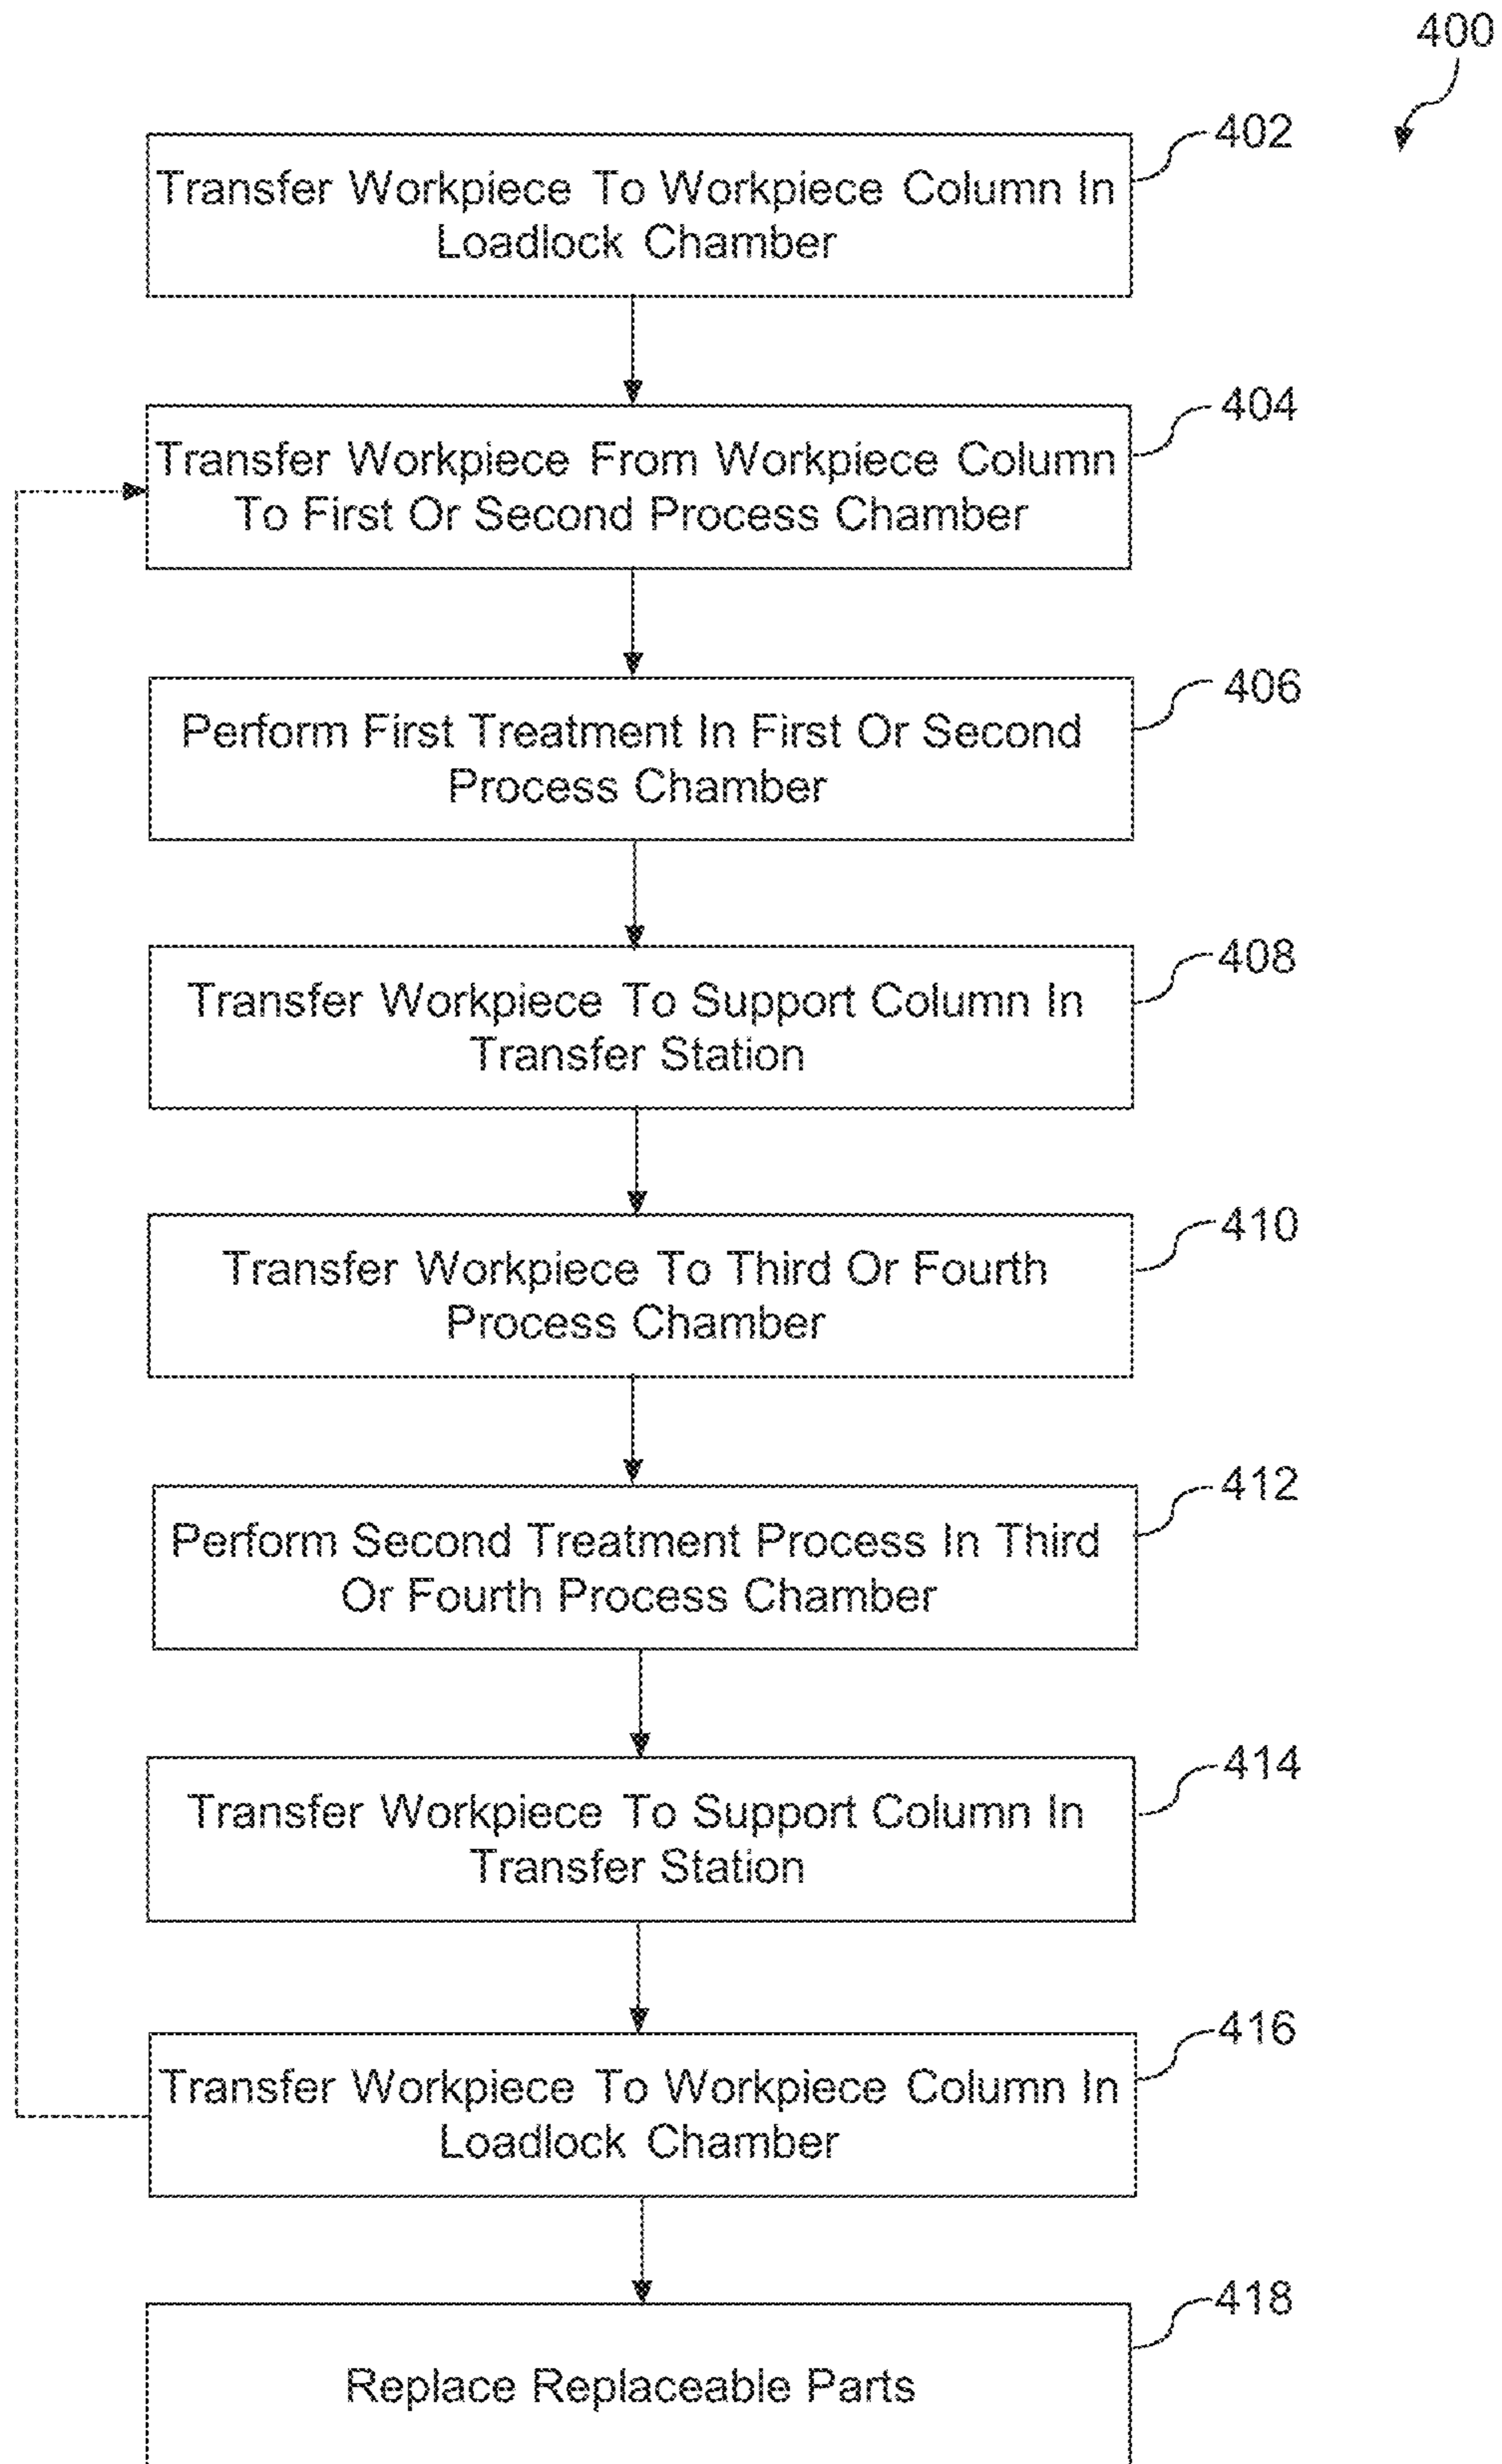 400
402
Transfer Workpiece To Workpiece Column In
Loadlock Chamber
404
Transfer Workpiece From Workpiece Column
To First Or Second Process Chamber
406
Perform First Treatment In First Or Second
Process Chamber
408
Transfer Workpiece To Support Column In
Transfer Station
410
Transfer Workpiece To Third Or Fourth
Process Chamber
412
Perform Second Treatment Process In Third
Or Fourth Process Chamber
414
Transfer Workpiece To Support Column In
Transfer Station
416
Transfer Workpiece To Workpiece Column In
Loadlock Chamber
418
Replace Replaceable Parts